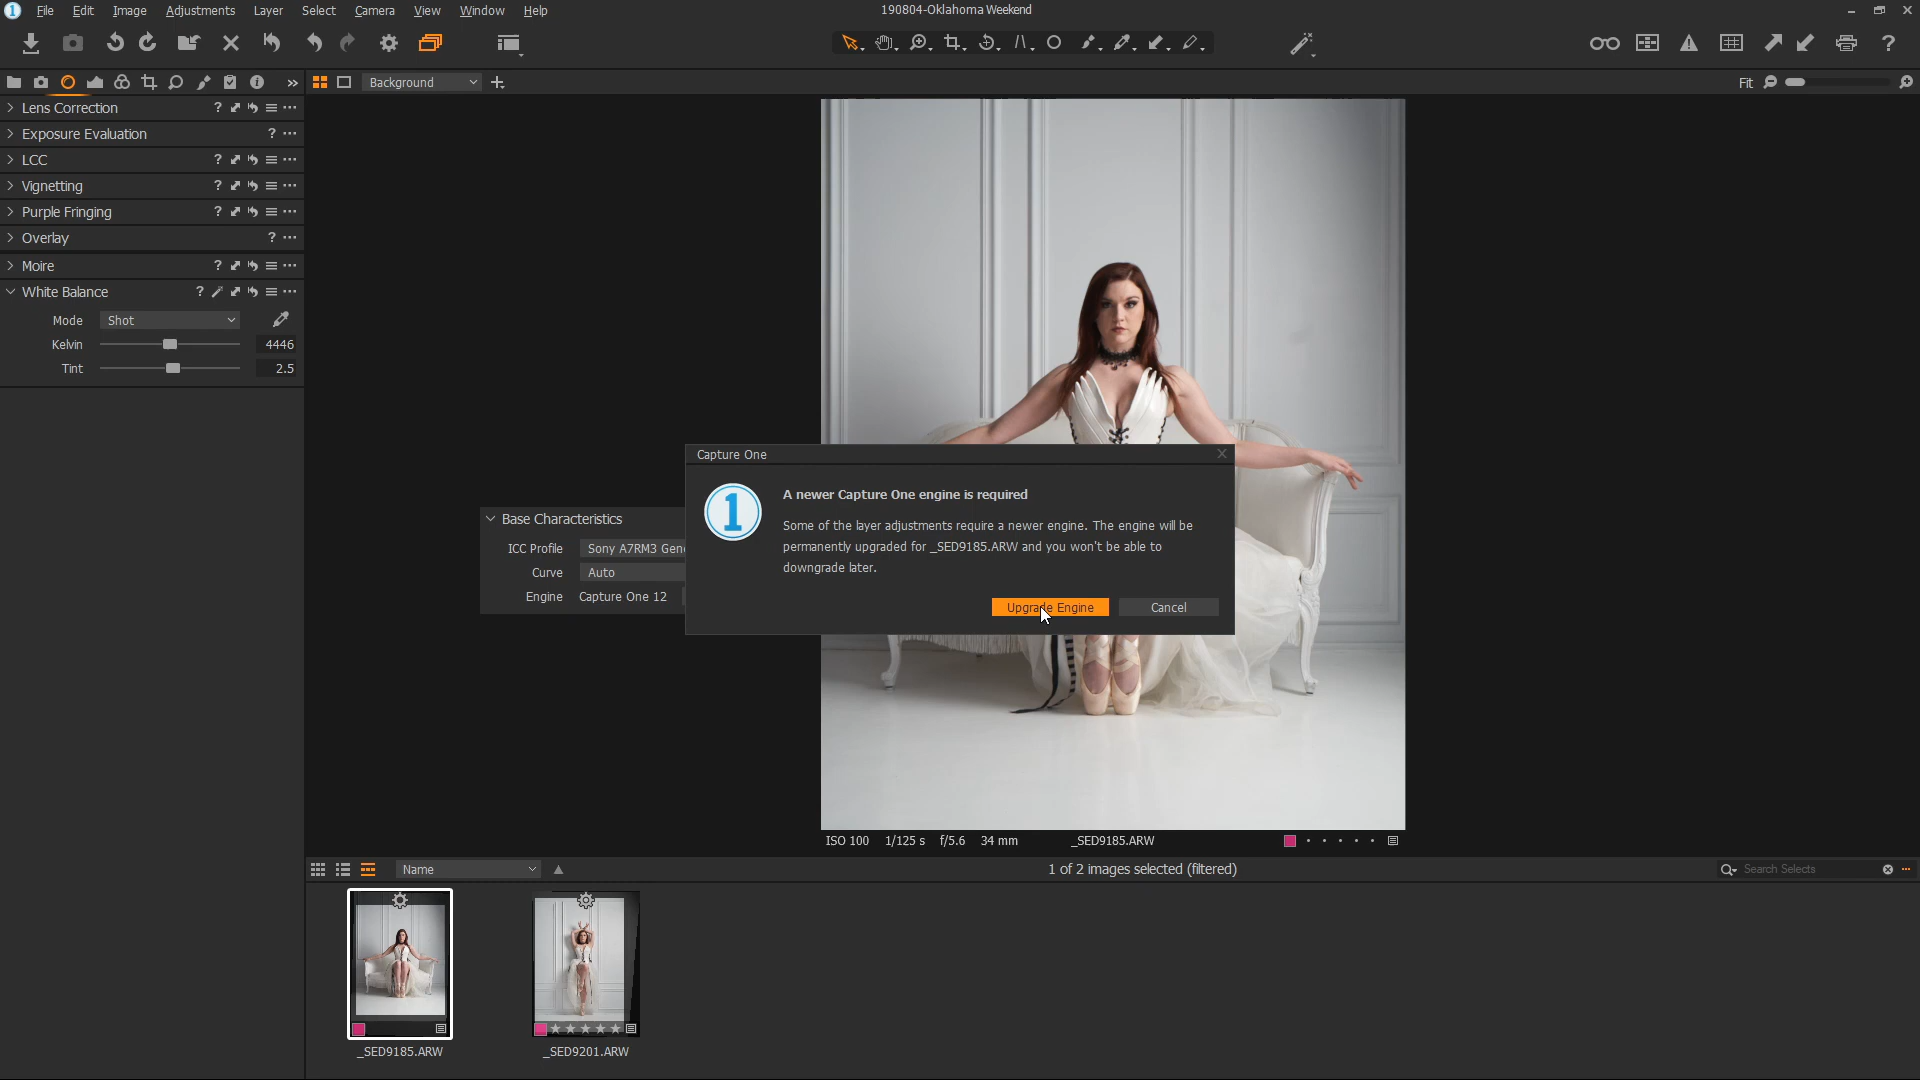 File Edit Image Adjustments Layer Select Camera View Window Help
190804-Oklahoma Weekend
Background
Fit
Lens Correction
Exposure Evaluation
LCC
Vignetting
Purple Fringing
Overlay
Moire
White Balance
Mode Shot
Kelvin 4446
Tint 2.5
Base Characteristics
ICC Profile Sony A7RM3 Gen
Curve Auto
Engine Capture One 12
Capture One
1
A newer Capture One engine is required
Some of the layer adjustments require a newer engine. The engine will be
permanently upgraded for _SED9185.ARW and you won't be able to
downgrade later.
Upgrade Engine Cancel
ISO 100 1/125 s f/5.6 34 mm _SED9185.ARW
Name
1 of 2 images selected (filtered)
Search Selects
_SED9185.ARW _SED9201.ARW